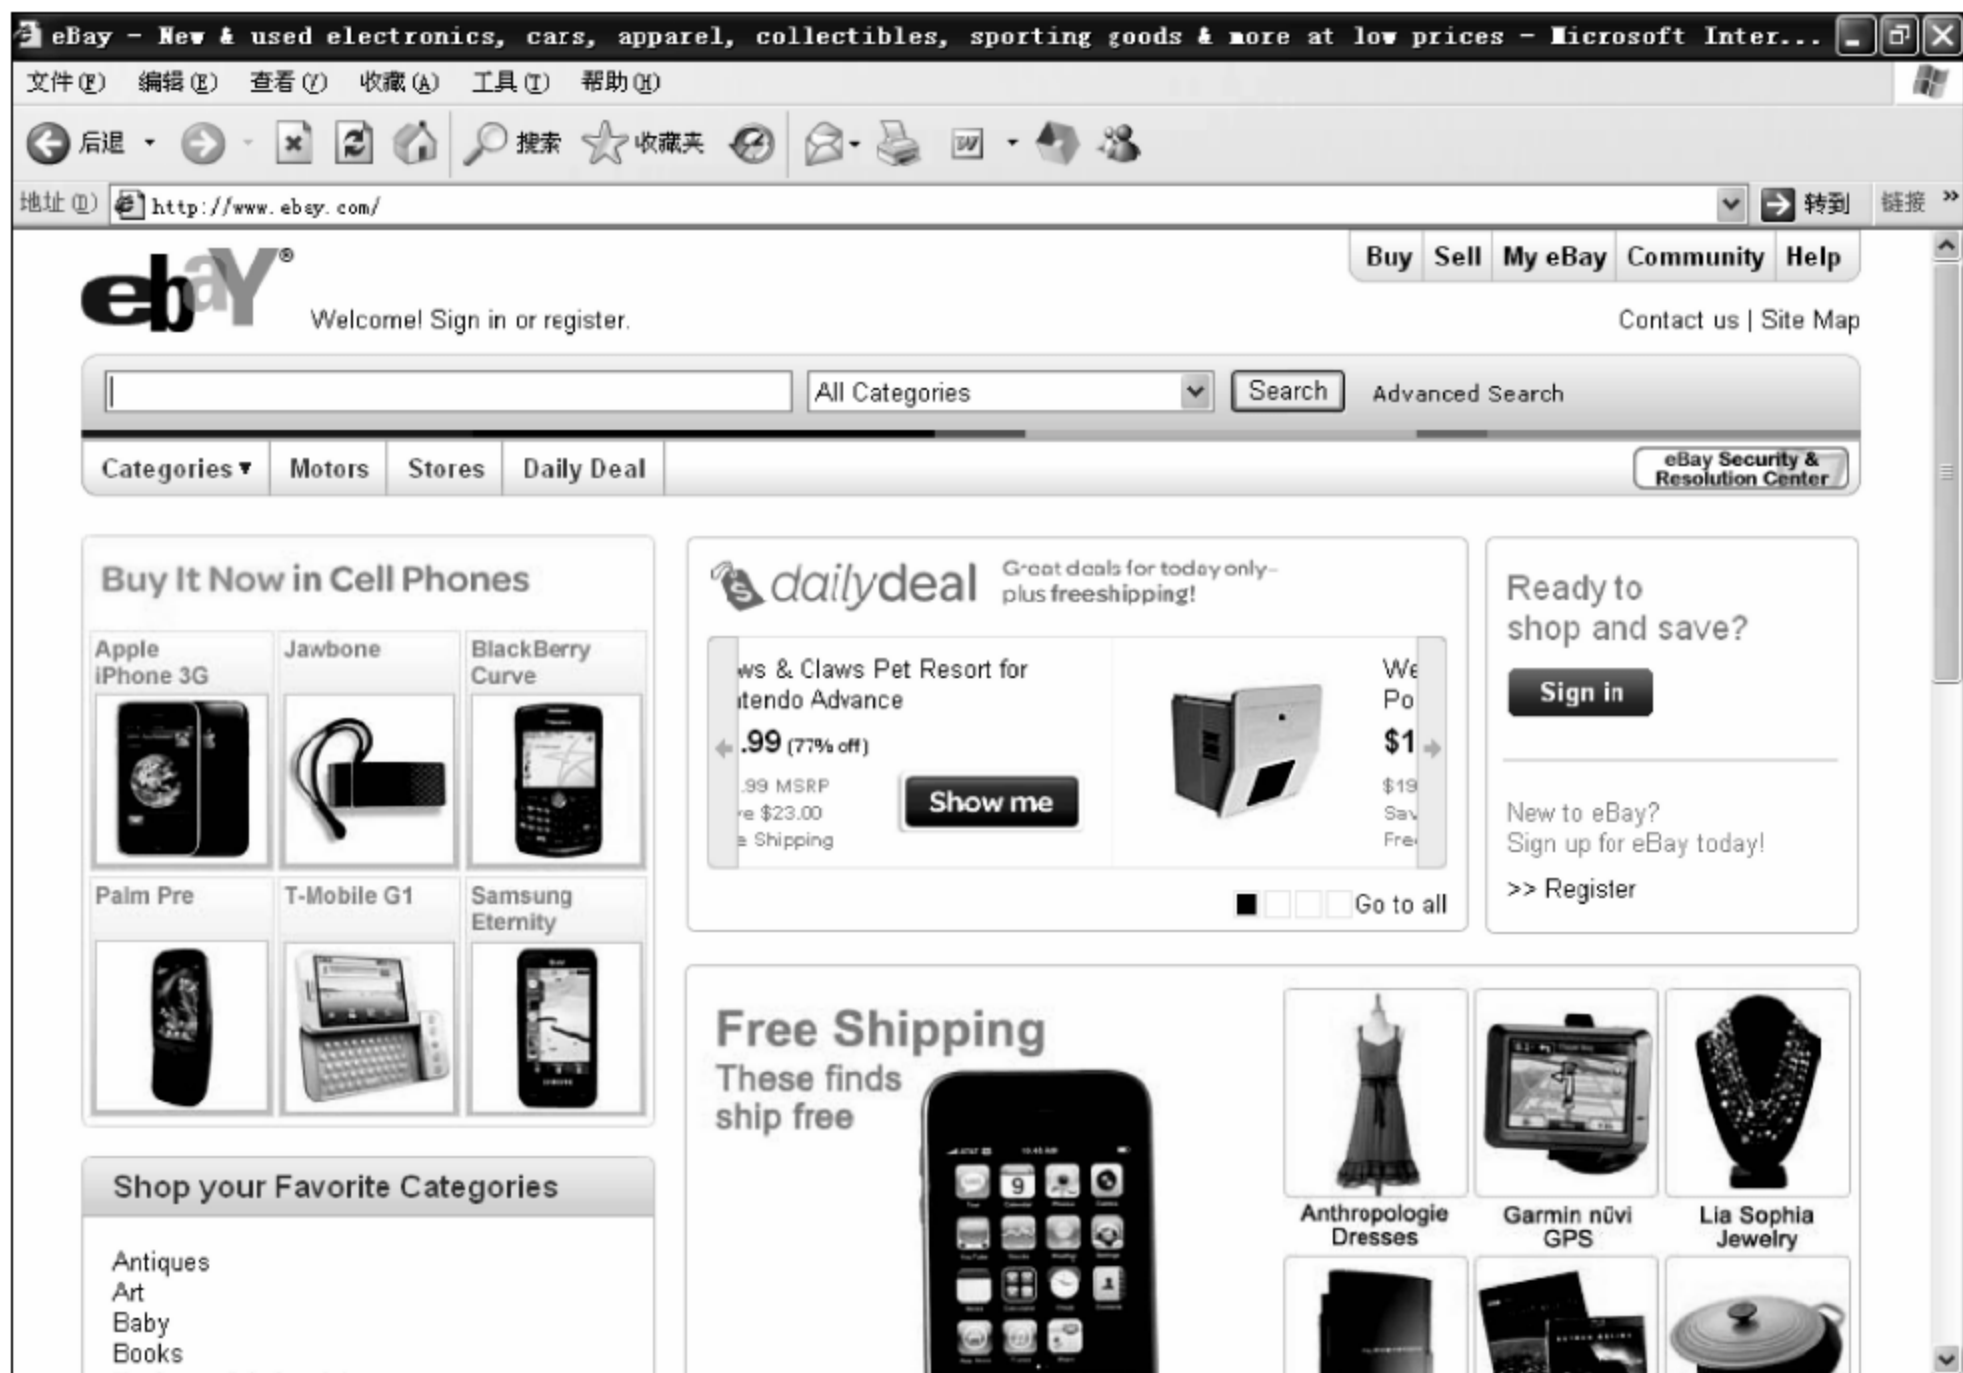 eBay - New & used electronics, cars, apparel, collectibles, sporting goods & more at low prices - Microsoft Inter...
文件(F) 编辑(E) 查看(V) 收藏(A) 工具(T) 帮助(H)
后退 搜索 收藏夹
地址(D) http://www.ebay.com/ 转到 链接 »
ebaY®
Buy Sell My eBay Community Help
Welcome! Sign in or register.
Contact us | Site Map
All Categories Search Advanced Search
Categories▼ Motors Stores Daily Deal
eBay Security &
Resolution Center
Buy It Now in Cell Phones
Apple
iPhone 3G
Jawbone
BlackBerry
Curve
Palm Pre
T-Mobile G1
Samsung
Eternity
dailydeal
Great deals for today only-
plus freeshipping!
ws & Claws Pet Resort for
tendo Advance
.99 (77% off)
.99 MSRP
e $23.00
e Shipping
Show me
We
Po
$1
$19
Sav
Fre
Go to all
Ready to
shop and save?
Sign in
New to eBay?
Sign up for eBay today!
>> Register
Shop your Favorite Categories
Antiques
Art
Baby
Books
Free Shipping
These finds
ship free
10:45 AM
9
Anthropologie
Dresses
Garmin nüvi
GPS
Lia Sophia
Jewelry